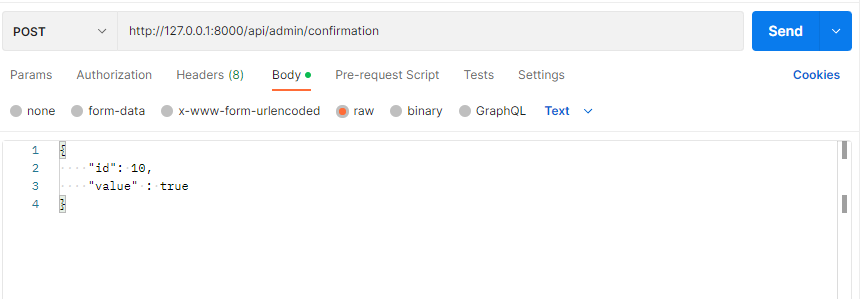 POST http://127.0.0.1:8000/api/admin/confirmation Send
Params Authorization Headers (8) Body Pre-request Script Tests Settings Cookies
none form-data x-www-form-urlencoded raw binary GraphQL Text
1 {
2 ····"id":·10,
3 ····"value"·:·true
4 }